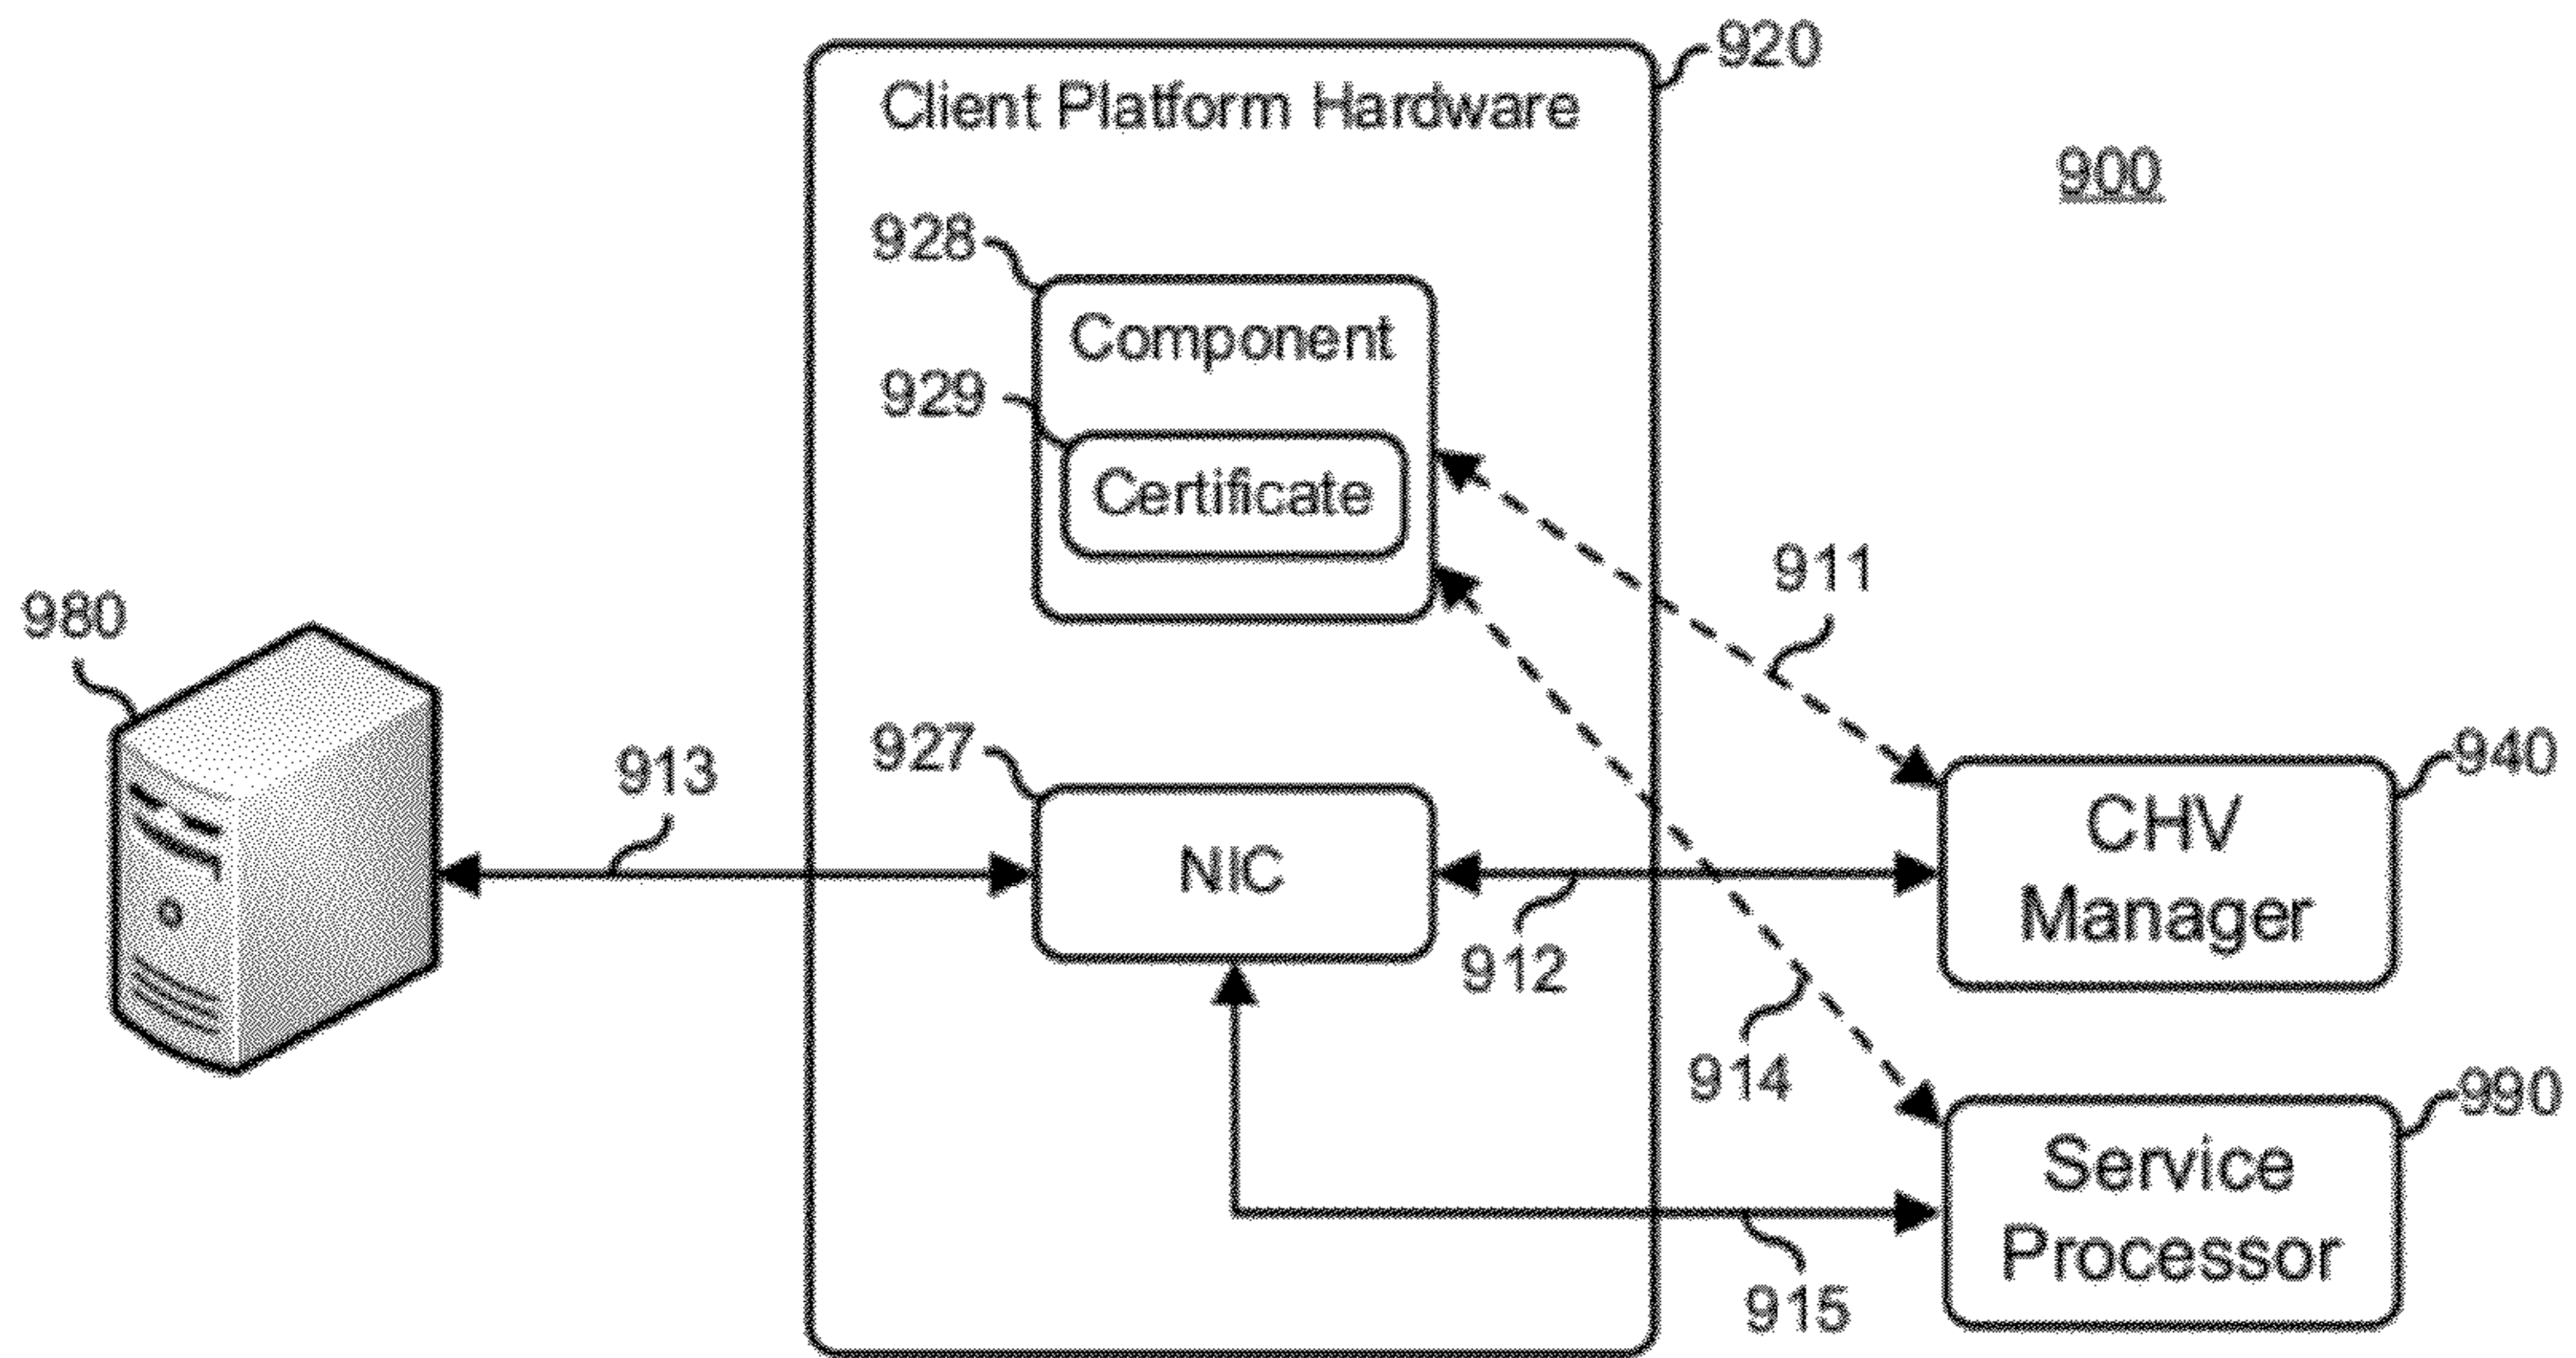 920
Client Platform Hardware
900
928
Component
929
Certificate
911
980
927
913
NIC
940
CHV
Manager
912
914
990
Service
Processor
915